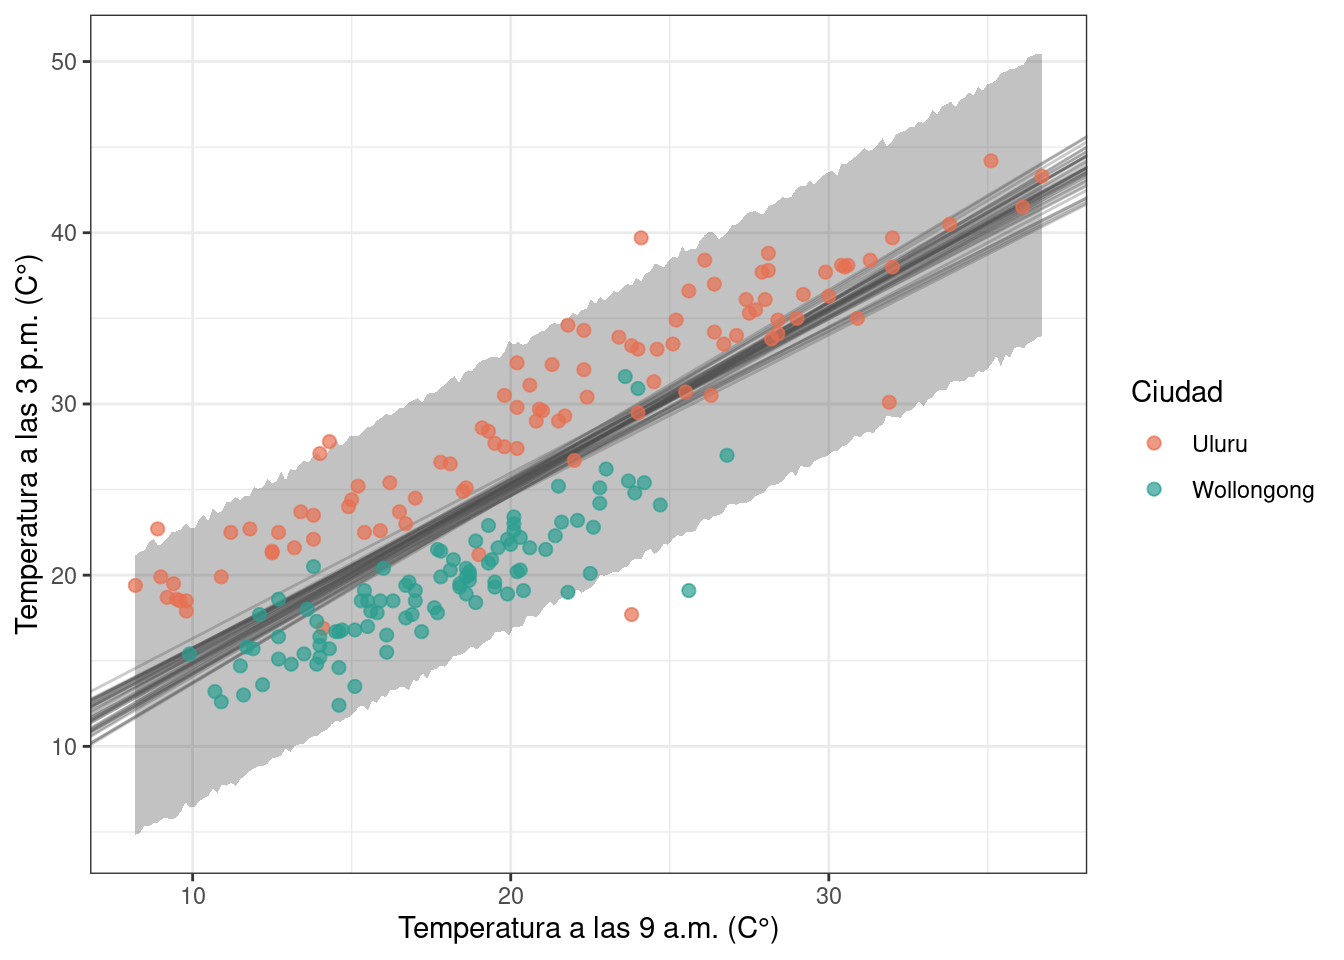 50
40
30
20
10
Temperatura a las 3 p.m. (C°)
10
20
30
Temperatura a las 9 a.m. (C°)
Ciudad
Uluru
Wollongong